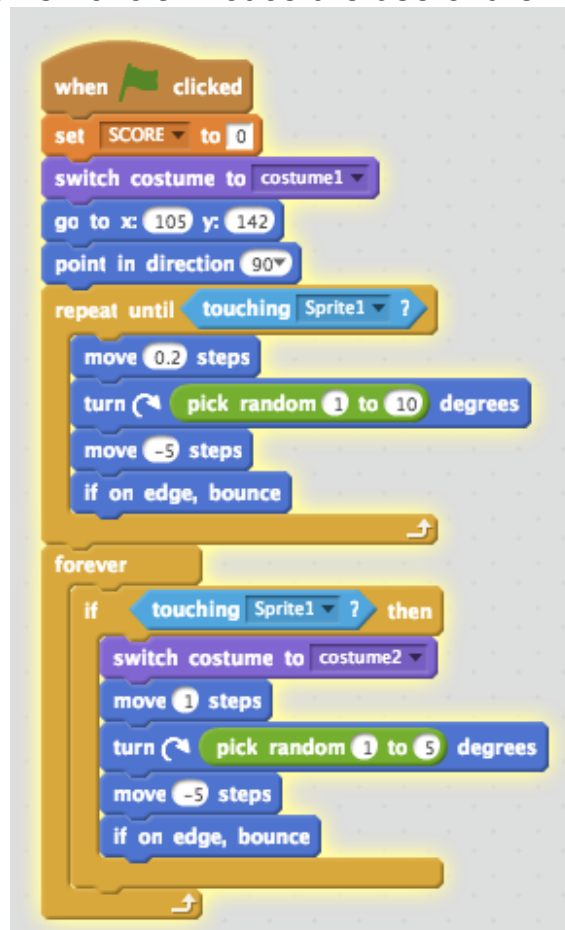 when clicked
set SCORE to 0
switch costume to costume1
go to x: 105 y: 142
point in direction 90
repeat until touching Sprite1 ?
move 0.2 steps
turn pick random 1 to 10 degrees
move -5 steps
if on edge, bounce
forever
if touching Sprite1 ? then
switch costume to costume2
move 1 steps
turn pick random 1 to 5 degrees
move -5 steps
if on edge, bounce